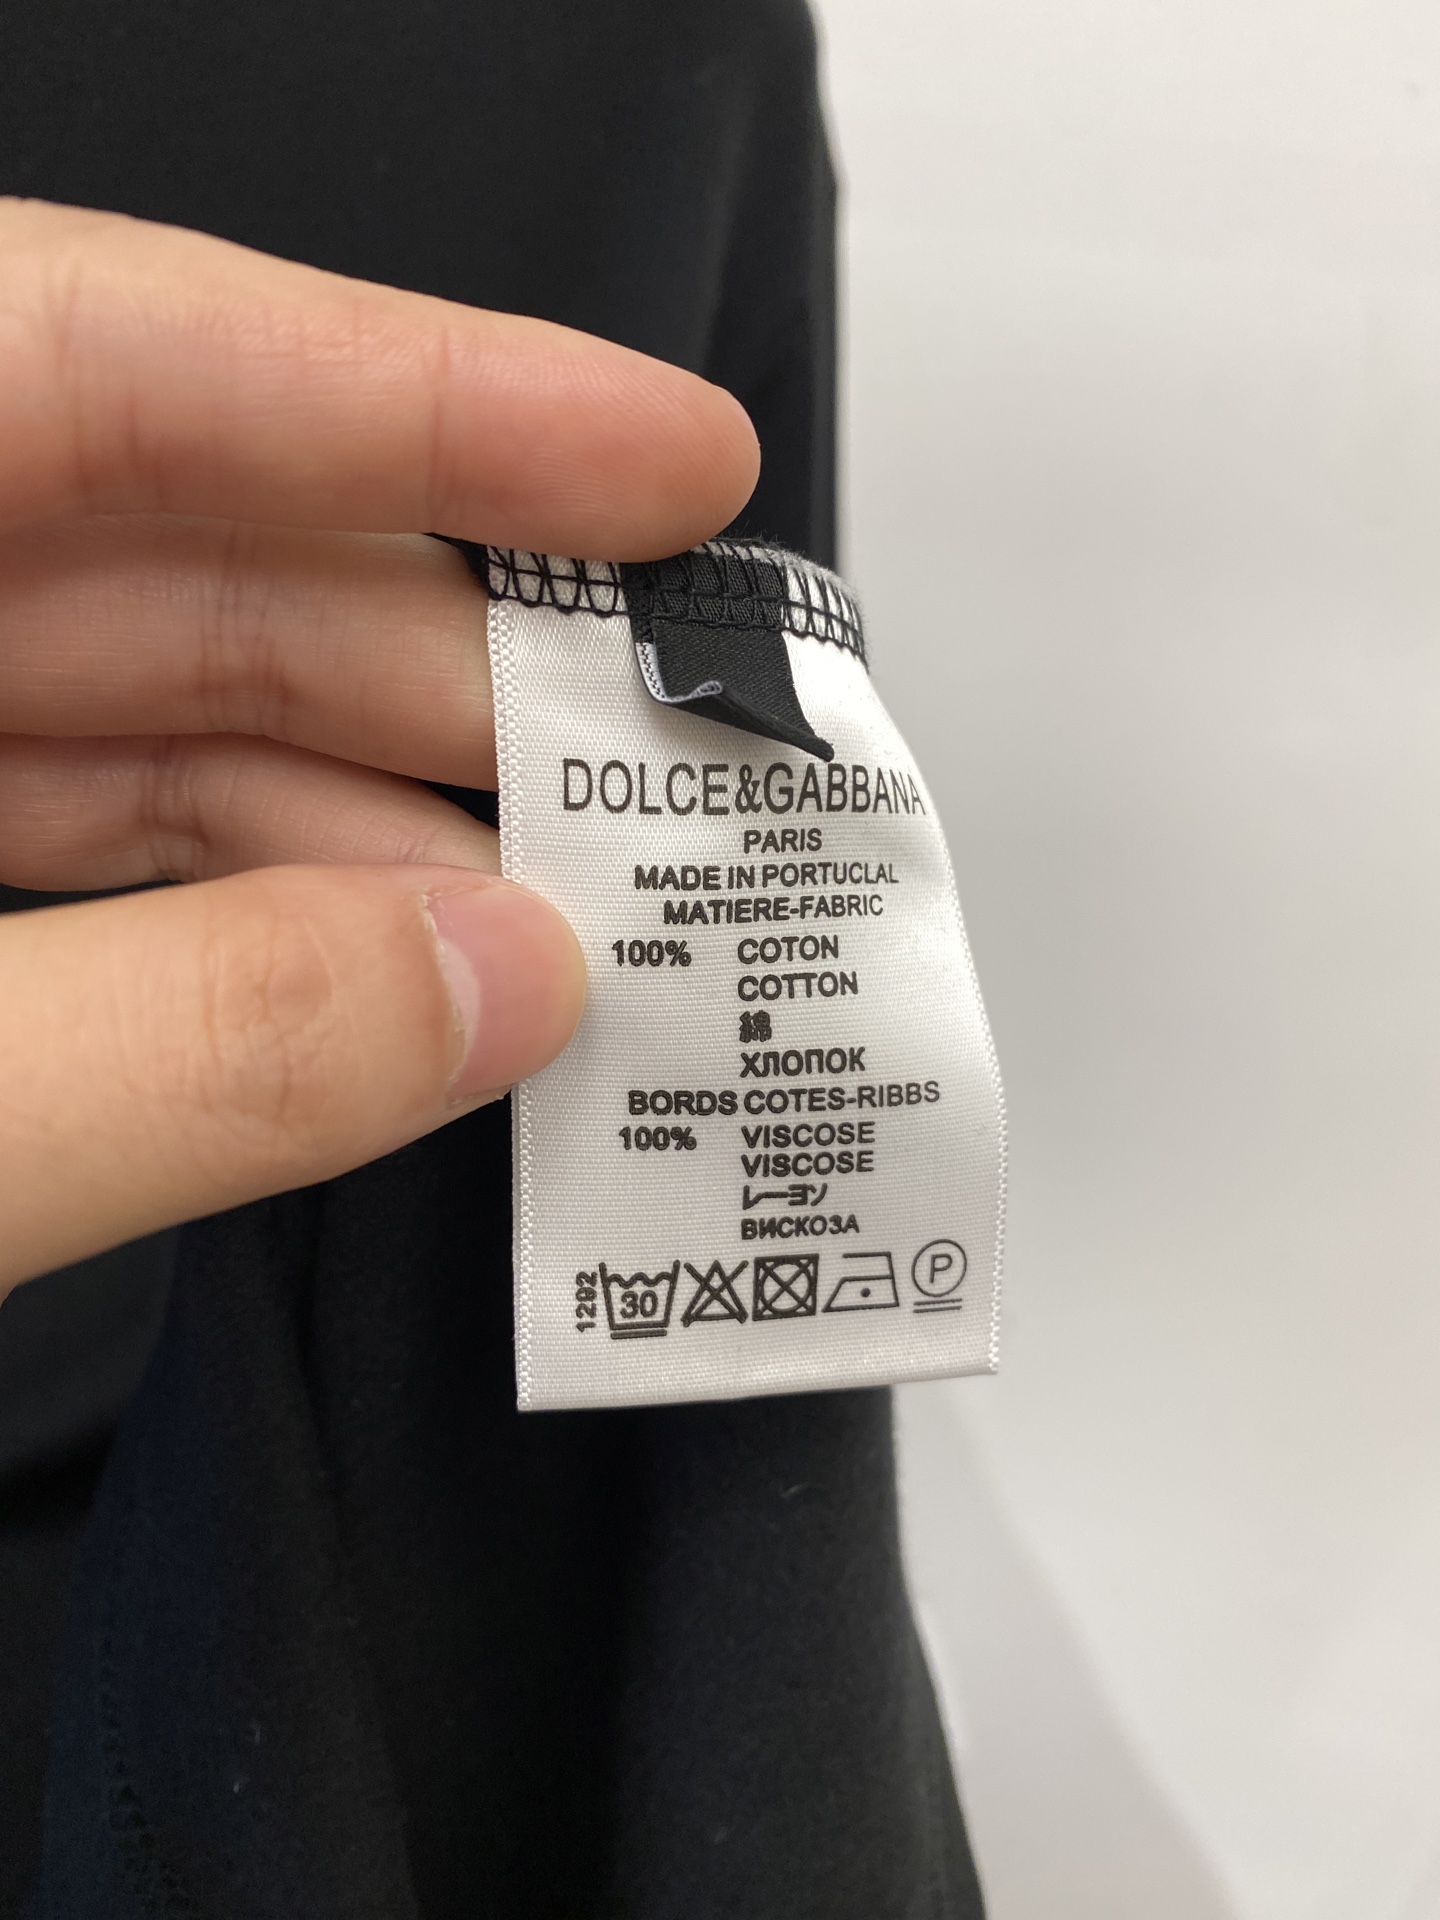 DOLCE&GABBANA
PARIS
MADE IN PORTUCLAL
MATIERE-FABRIC
100% COTON
COTTON
綿
ХЛОПОК
BORDS COTES-RIBBS
100% VISCOSE
VISCOSE
レーヨン
ВИСКОЗА
1292 30 P